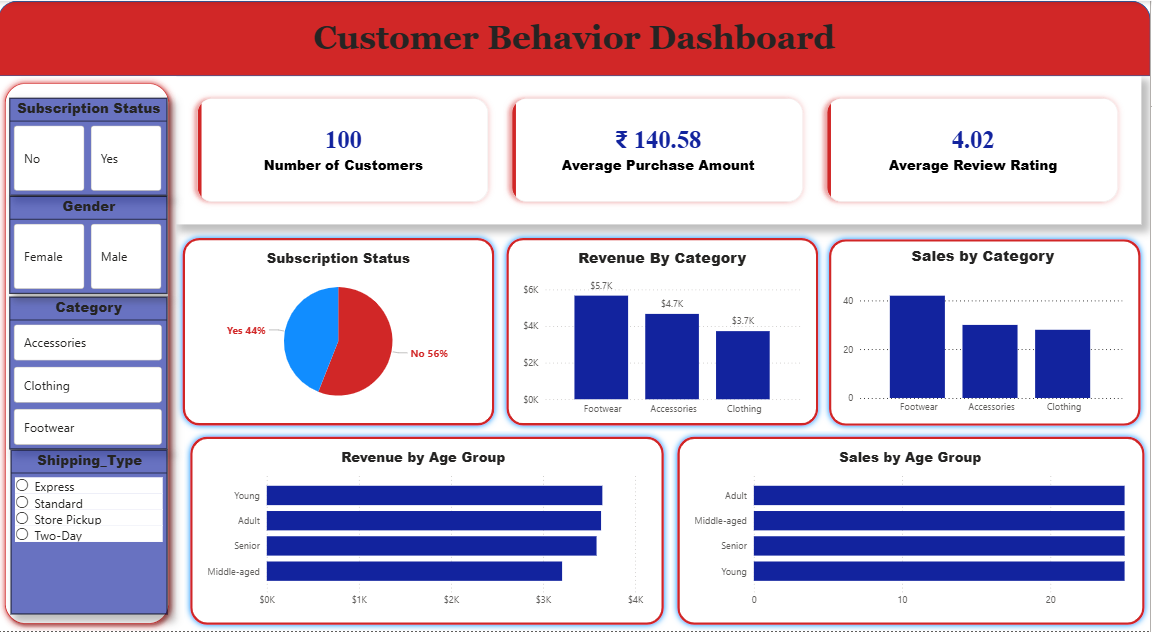 Customer Behavior Dashboard
Subscription Status
No Yes
Gender
Female Male
Category
Accessories
Clothing
Footwear
Shipping_Type
Express
Standard
Store Pickup
Two-Day
100
Number of Customers
₹ 140.58
Average Purchase Amount
4.02
Average Review Rating
Subscription Status
Yes 44%
No 56%
Revenue By Category
$6K
$4K
$2K
$0K
$5.7K
$4.7K
$3.7K
Footwear Accessories Clothing
Sales by Category
40
20
0
Footwear Accessories Clothing
Revenue by Age Group
Young
Adult
Senior
Middle-aged
$0K $1K $2K $3K $4K
Sales by Age Group
Adult
Middle-aged
Senior
Young
0 10 20